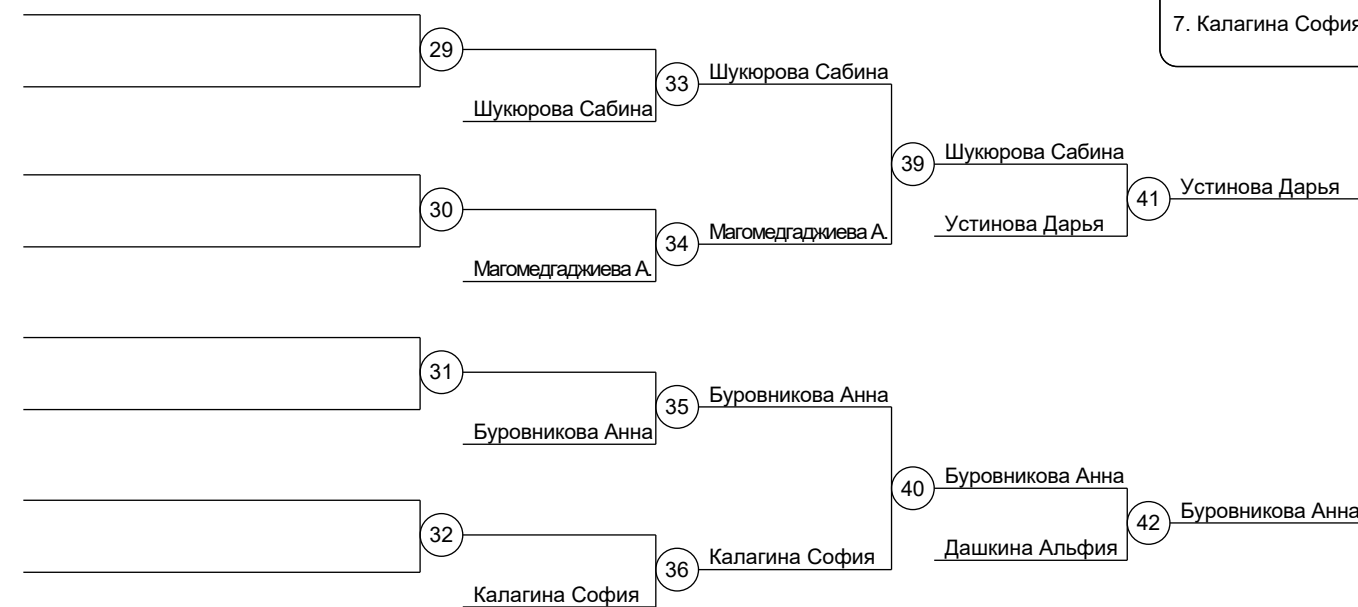 7. Калагина София
29
33
Шукюрова Сабина
Шукюрова Сабина
39
Шукюрова Сабина
41
Устинова Дарья
30
34
Магомедгаджиева А.
Устинова Дарья
Магомедгаджиева А.
31
35
Буровникова Анна
Буровникова Анна
40
Буровникова Анна
42
Буровникова Анна
32
36
Калагина София
Дашкина Альфия
Калагина София